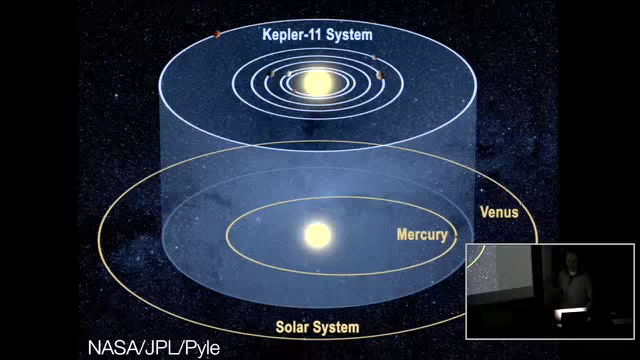 Kepler-11 System
Venus
Mercury
Solar System
NASA/JPL/Pyle